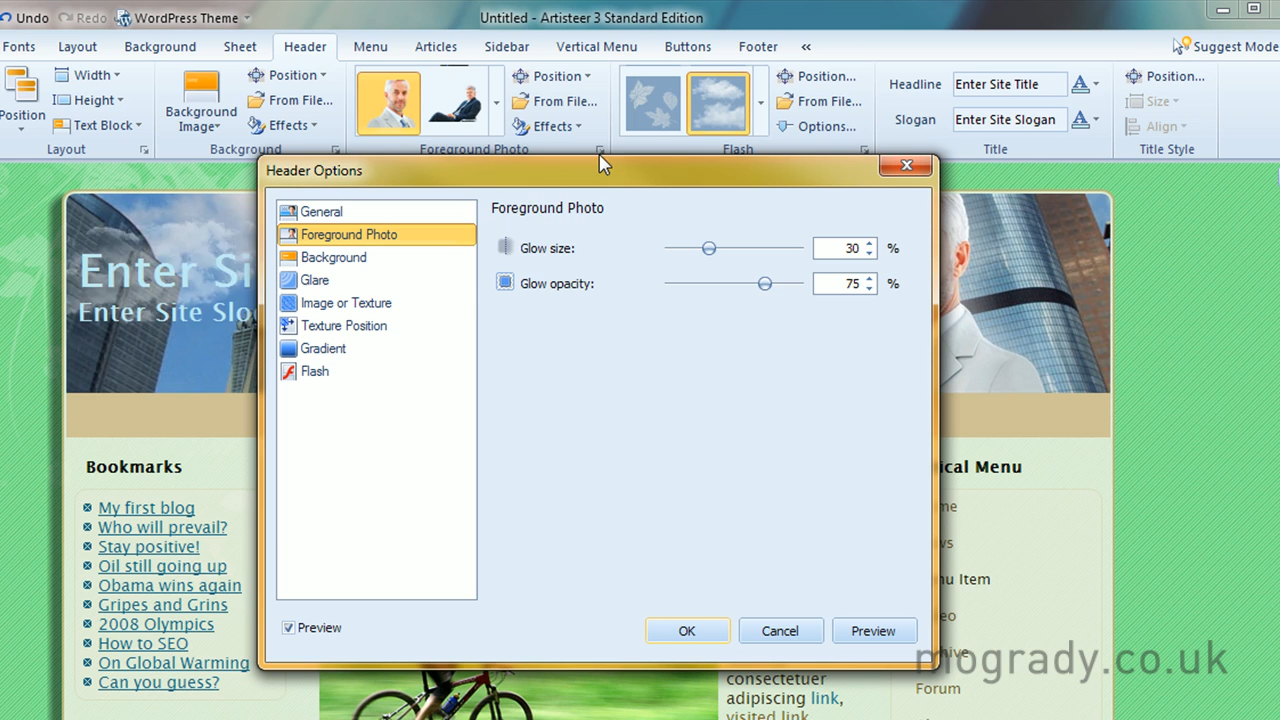 Undo Redo WordPress Theme Untitled - Artisteer 3 Standard Edition
Fonts Layout Background Sheet Header Menu Articles Sidebar Vertical Menu Buttons Footer « Suggest Mode
Position Width Height Text Block
Background Image Position From File... Effects
Position From File... Effects
Position... From File... Options...
Headline Enter Site Title
Slogan Enter Site Slogan
Position... Size Align
Layout Background Foreground Photo Flash Title Title Style
Header Options
General
Foreground Photo
Background
Glare
Image or Texture
Texture Position
Gradient
Flash
Foreground Photo
Glow size: 30 %
Glow opacity: 75 %
Preview OK Cancel Preview
Enter Si
Enter Site Slo
Bookmarks
My first blog
Who will prevail?
Stay positive!
Oil still going up
Obama wins again
Gripes and Grins
2008 Olympics
How to SEO
On Global Warming
Can you guess?
ical Menu
me
ws
nu Item
eo
hive
Forum
consectetuer
adipiscing link,
visited link
mogrady.co.uk